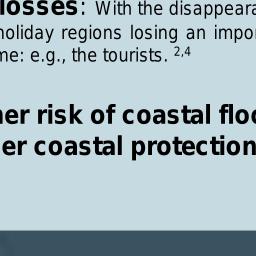 losses: With the disappeara
holiday regions losing an impor
me: e.g., the tourists. 2,4
her risk of coastal floo
er coastal protection